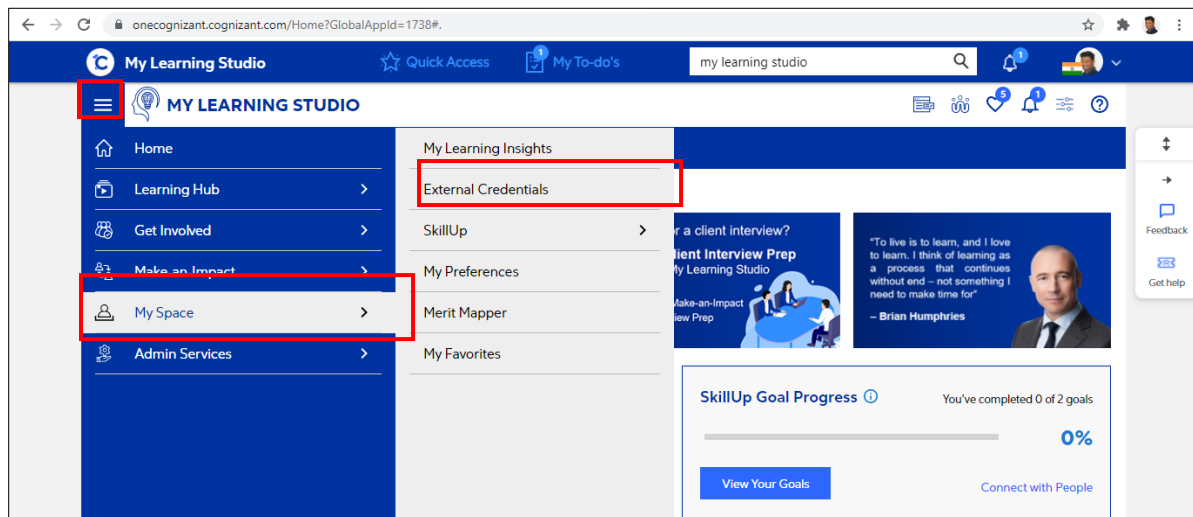 onecognizant.cognizant.com/Home?GlobalAppId=1738#.
My Learning Studio
Quick Access
1
My To-do's
my learning studio
1
MY LEARNING STUDIO
5
1
Home
Learning Hub
Get Involved
Make an Impact
My Space
Admin Services
My Learning Insights
External Credentials
SkillUp
My Preferences
Merit Mapper
My Favorites
r a client interview?
lient Interview Prep
My Learning Studio
Make-an-Impact
iew Prep
"To live is to learn, and I love
to learn. I think of learning as
a process that continues
without end – not something I
need to make time for"
– Brian Humphries
Feedback
Get help
SkillUp Goal Progress
You've completed 0 of 2 goals
0%
View Your Goals
Connect with People